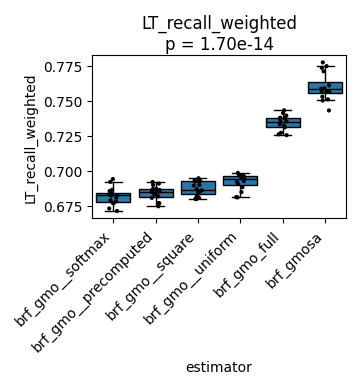 LT_recall_weighted
p = 1.70e-14
LT_recall_weighted
0.775
0.750
0.725
0.700
0.675
brf_gmo__softmax
brf_gmo__precomputed
brf_gmo__square
brf_gmo__uniform
brf_gmo_full
brf_gmosa
estimator